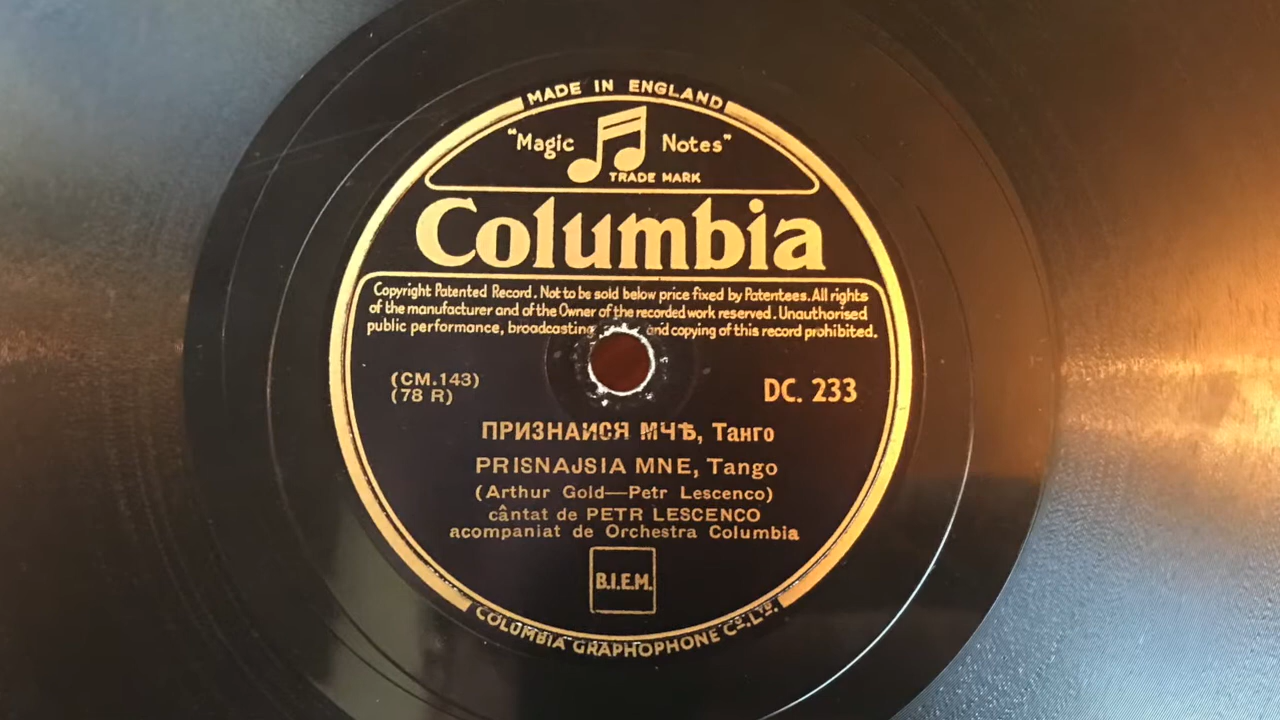 MADE IN ENGLAND
"Magic Notes"
TRADE MARK
Columbia
Copyright Patented Record. Not to be sold below price fixed by Patentees. All rights
of the manufacturer and of the Owner of the recorded work reserved. Unauthorised
public performance, broadcasting and copying of this record prohibited.
(CM.143)
(78 R)
DC. 233
ПРИЗНАИСЯ МЧѢ, Танго
PRISNAJSIA MNE, Tango
(Arthur Gold—Petr Lescenco)
cântat de PETR LESCENCO
acompaniat de Orchestra Columbia
B.I.E.M.
COLUMBIA GRAPHOPHONE Cº. LTD.